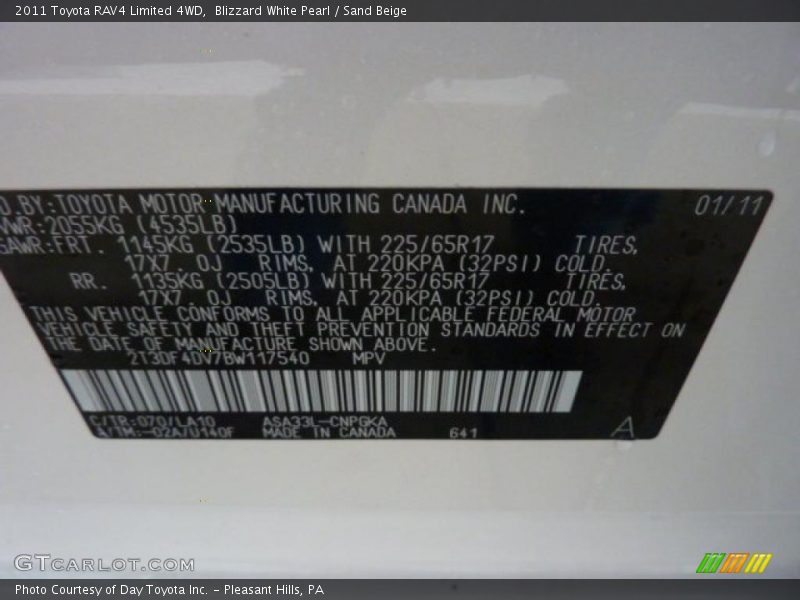 2011 Toyota RAV4 Limited 4WD,  Blizzard White Pearl / Sand Beige
D BY:TOYOTA MOTOR MANUFACTURING CANADA INC. 01/11
VWR:2055KG (4535LB)
GAWR:FRT. 1145KG (2535LB) WITH 225/65R17 TIRES,
17X7.0J RIMS, AT 220KPA (32PSI) COLD,
RR. 1135KG (2505LB) WITH 225/65R17 TIRES,
17X7.0J RIMS, AT 220KPA (32PSI) COLD.
THIS VEHICLE CONFORMS TO ALL APPLICABLE FEDERAL MOTOR
VEHICLE SAFETY AND THEFT PREVENTION STANDARDS IN EFFECT ON
THE DATE OF MANUFACTURE SHOWN ABOVE.
2T3DF4DV7BW117540 MPV
C/TR:070/LA10 ASA33L-CNPGKA
A/TM:-02A/U140F MADE IN CANADA 641 A
GTCARLOT.COM
Photo Courtesy of Day Toyota Inc. - Pleasant Hills, PA